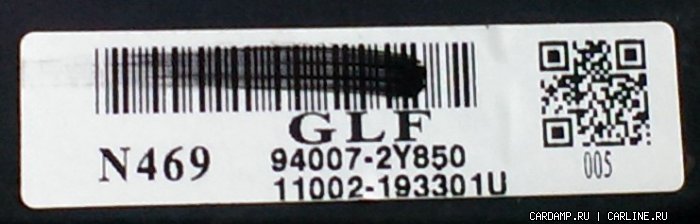 GLF
N469 94007-2Y850
11002-193301U
005
CARDAMP.RU | CARLINE.RU